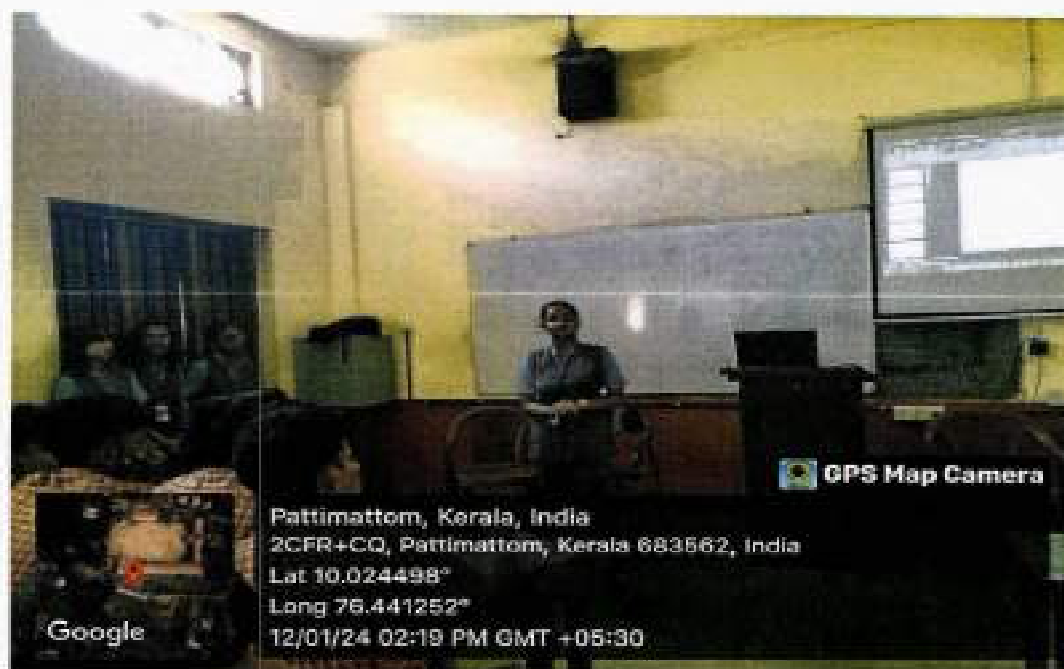 GPS Map Camera
Pattimattom, Kerala, India
2CFR+CQ, Pattimattom, Kerala 683562, India
Lat 10.024498°
Long 76.441252°
12/01/24 02:19 PM GMT +05:30
Google